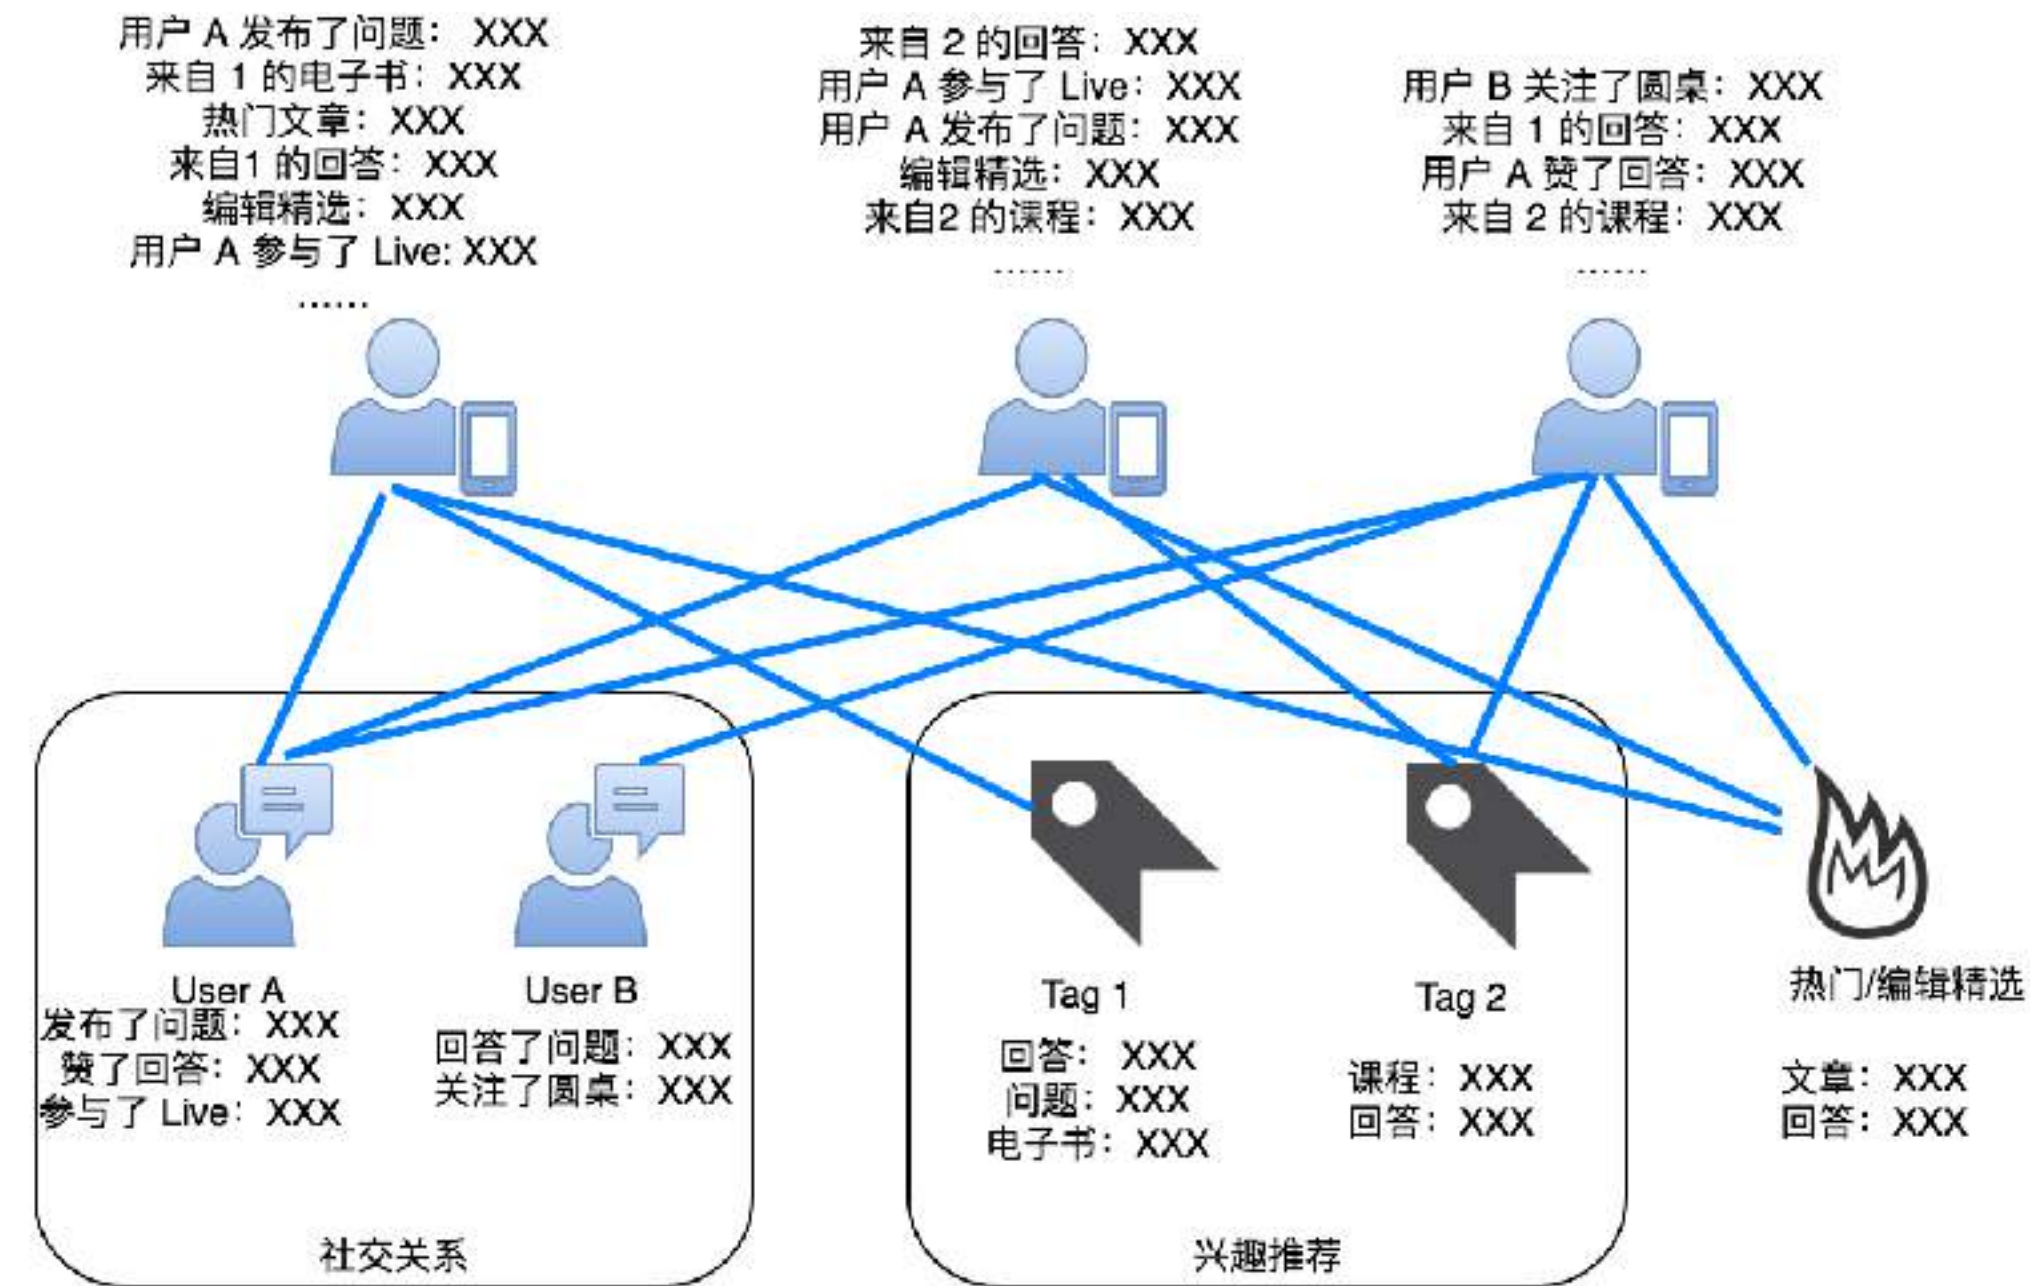 用户 A 发布了问题： XXX
来自 1 的电子书：XXX
热门文章：XXX
来自1 的回答：XXX
编辑精选：XXX
用户 A 参与了 Live: XXX
······
来自 2 的回答：XXX
用户 A 参与了 Live：XXX
用户 A 发布了问题：XXX
编辑精选：XXX
来自2 的课程：XXX
······
用户 B 关注了圆桌：XXX
来自 1 的回答：XXX
用户 A 赞了回答：XXX
来自 2 的课程：XXX
······
User A
发布了问题：XXX
赞了回答：XXX
参与了 Live：XXX
User B
回答了问题：XXX
关注了圆桌：XXX
社交关系
Tag 1
回答： XXX
问题：XXX
电子书：XXX
Tag 2
课程：XXX
回答：XXX
兴趣推荐
热门/编辑精选
文章：XXX
回答：XXX